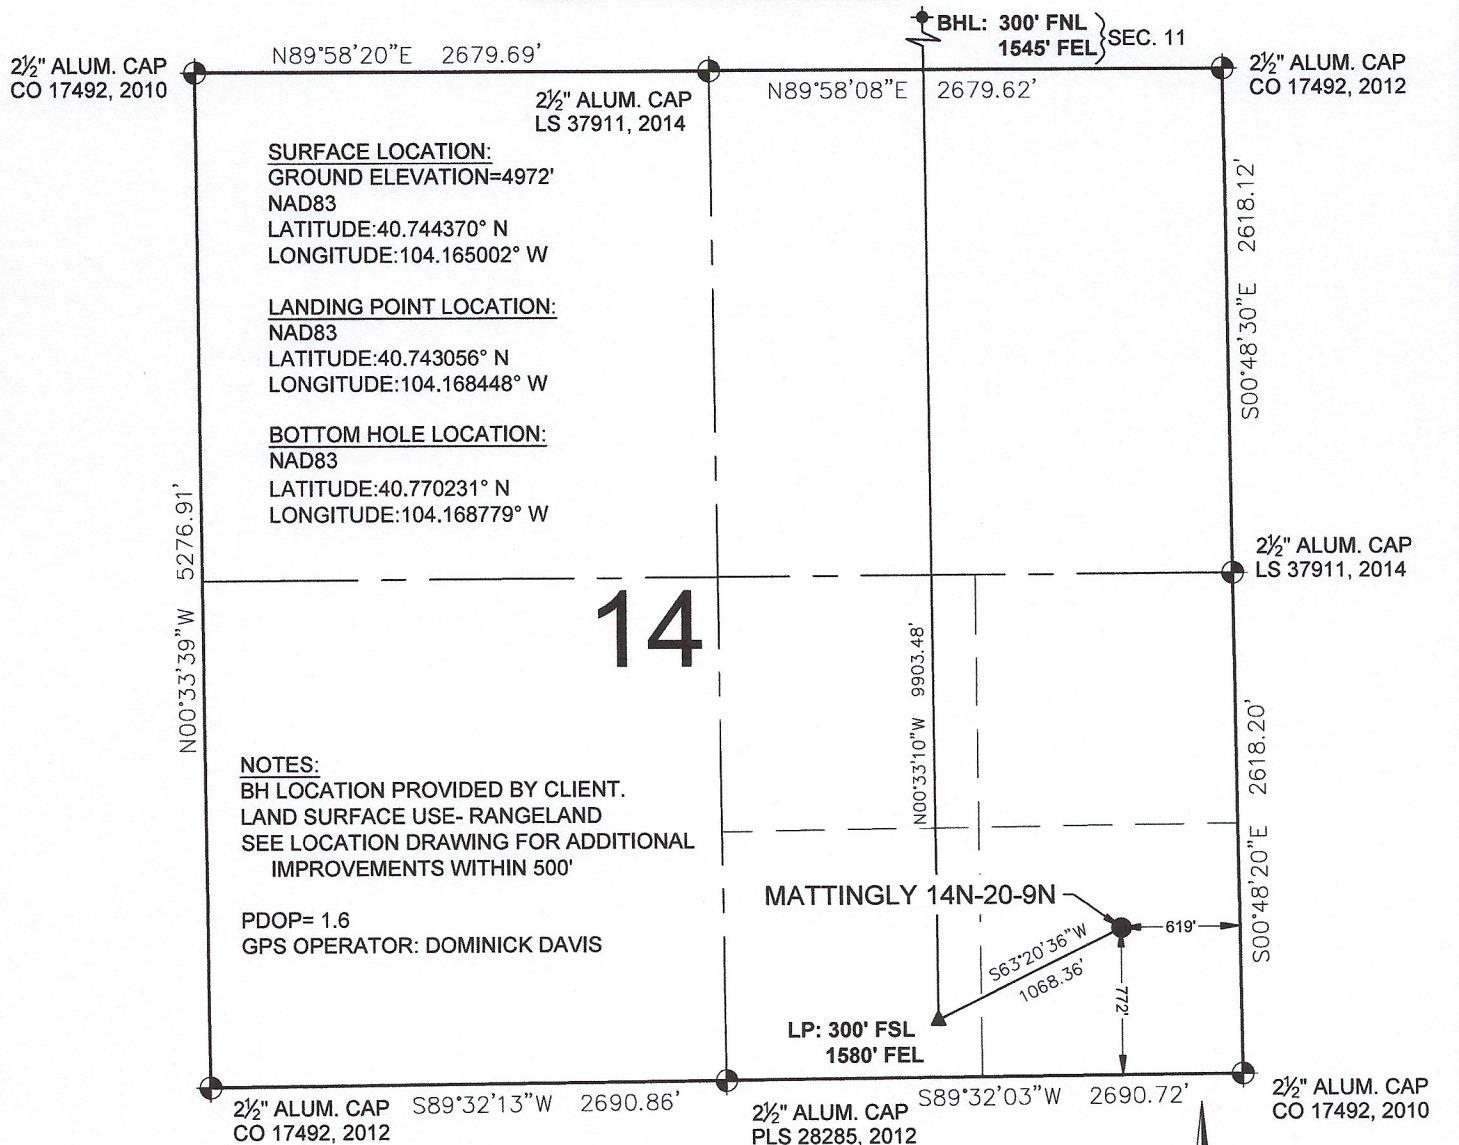 BHL: 300' FNL
1545' FEL
SEC. 11
N89°58'20"E 2679.69'
2½" ALUM. CAP
CO 17492, 2010
2½" ALUM. CAP
LS 37911, 2014
N89°58'08"E 2679.62'
2½" ALUM. CAP
CO 17492, 2012
SURFACE LOCATION:
GROUND ELEVATION=4972'
NAD83
LATITUDE:40.744370° N
LONGITUDE:104.165002° W
LANDING POINT LOCATION:
NAD83
LATITUDE:40.743056° N
LONGITUDE:104.168448° W
BOTTOM HOLE LOCATION:
NAD83
LATITUDE:40.770231° N
LONGITUDE:104.168779° W
S00°48'30"E 2618.12'
N00°33'39"W 5276.91'
2½" ALUM. CAP
LS 37911, 2014
14
N00°33'10"W 9903.48'
S00°48'20"E 2618.20'
NOTES:
BH LOCATION PROVIDED BY CLIENT.
LAND SURFACE USE- RANGELAND
SEE LOCATION DRAWING FOR ADDITIONAL
IMPROVEMENTS WITHIN 500'
PDOP= 1.6
GPS OPERATOR: DOMINICK DAVIS
MATTINGLY 14N-20-9N
619'
S63°20'36"W
1068.36'
772'
LP: 300' FSL
1580' FEL
2½" ALUM. CAP
CO 17492, 2012
S89°32'13"W 2690.86'
2½" ALUM. CAP
PLS 28285, 2012
S89°32'03"W 2690.72'
2½" ALUM. CAP
CO 17492, 2010